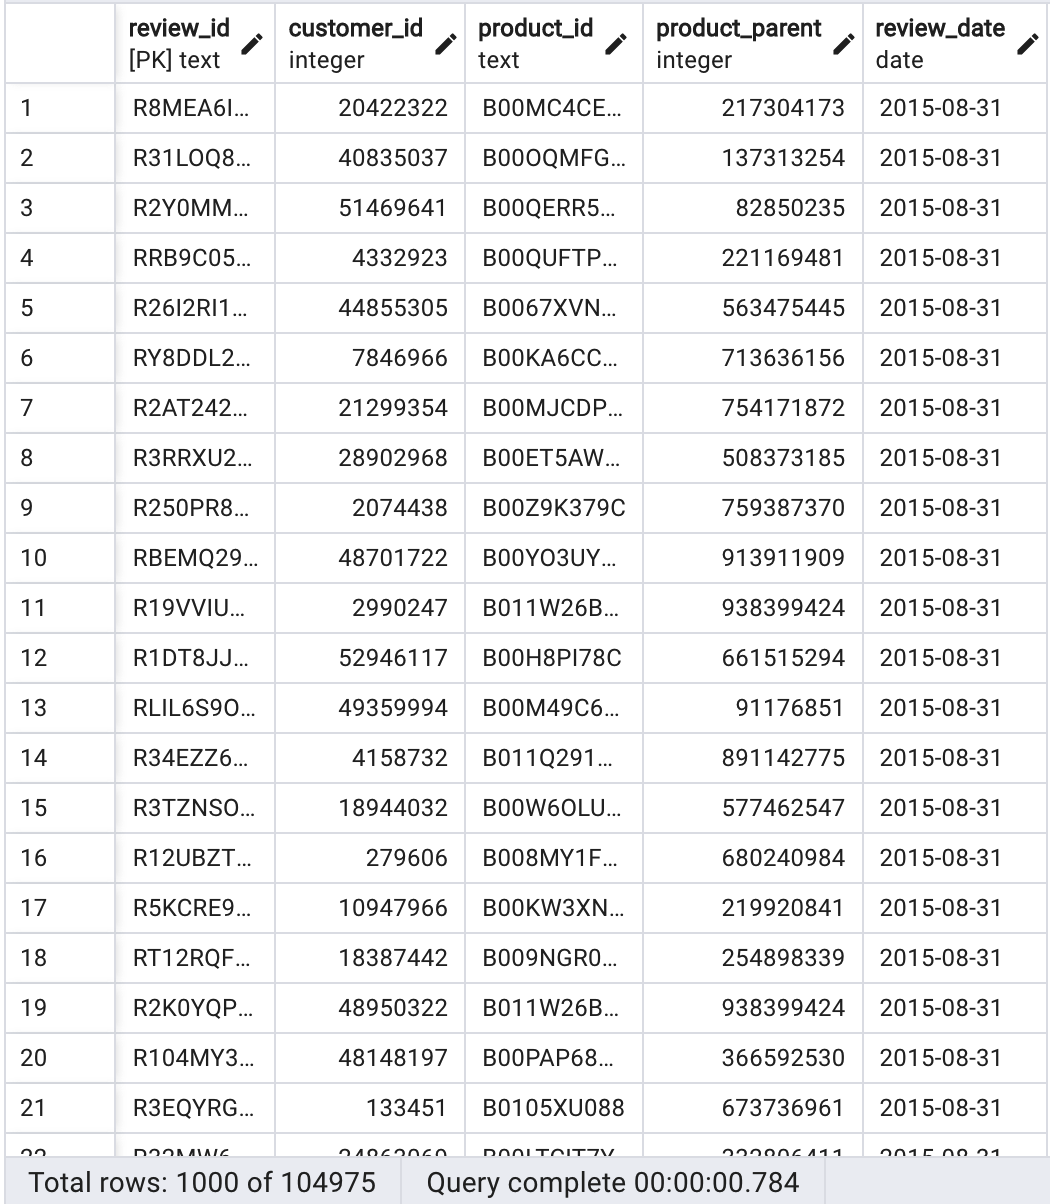 review_id customer_id product_id product_parent review_date
[PK] text integer text integer date
1 R8MEA6I... 20422322 B00MC4CE... 217304173 2015-08-31
2 R31LOQ8... 40835037 B00OQMFG... 137313254 2015-08-31
3 R2Y0MM... 51469641 B00QERR5... 82850235 2015-08-31
4 RRB9C05... 4332923 B00QUFTP... 221169481 2015-08-31
5 R26I2RI1... 44855305 B0067XVN... 563475445 2015-08-31
6 RY8DDL2... 7846966 B00KA6CC... 713636156 2015-08-31
7 R2AT242... 21299354 B00MJCDP... 754171872 2015-08-31
8 R3RRXU2... 28902968 B00ET5AW... 508373185 2015-08-31
9 R250PR8... 2074438 B00Z9K379C 759387370 2015-08-31
10 RBEMQ29... 48701722 B00YO3UY... 913911909 2015-08-31
11 R19VVIU... 2990247 B011W26B... 938399424 2015-08-31
12 R1DT8JJ... 52946117 B00H8PI78C 661515294 2015-08-31
13 RLIL6S9O... 49359994 B00M49C6... 91176851 2015-08-31
14 R34EZZ6... 4158732 B011Q291... 891142775 2015-08-31
15 R3TZNSO... 18944032 B00W6OLU... 577462547 2015-08-31
16 R12UBZT... 279606 B008MY1F... 680240984 2015-08-31
17 R5KCRE9... 10947966 B00KW3XN... 219920841 2015-08-31
18 RT12RQF... 18387442 B009NGR0... 254898339 2015-08-31
19 R2K0YQP... 48950322 B011W26B... 938399424 2015-08-31
20 R104MY3... 48148197 B00PAP68... 366592530 2015-08-31
21 R3EQYRG... 133451 B0105XU088 673736961 2015-08-31
22 2015-08-31
Total rows: 1000 of 104975 Query complete 00:00:00.784